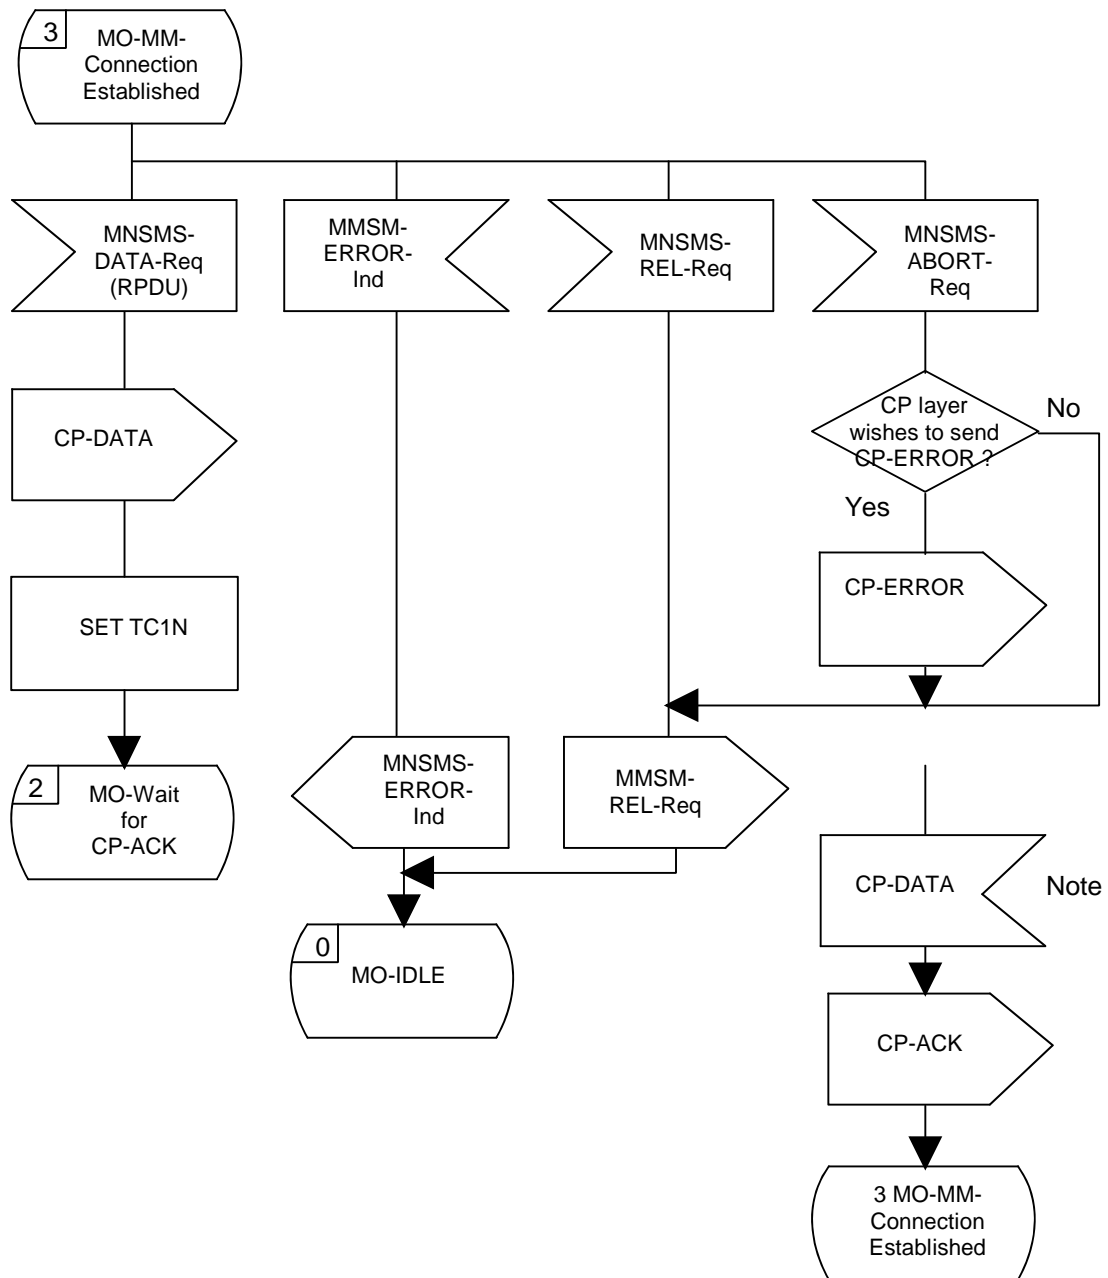 3
MO-MM-
Connection
Established
MNSMS-
DATA-Req
(RPDU)
MMSM-
ERROR-
Ind
MNSMS-
REL-Req
MNSMS-
ABORT-
Req
CP-DATA
CP layer
wishes to send
CP-ERROR ?
No
Yes
SET TC1N
CP-ERROR
2
MO-Wait
for
CP-ACK
MNSMS-
ERROR-
Ind
MMSM-
REL-Req
CP-DATA
Note
0
MO-IDLE
CP-ACK
3 MO-MM-
Connection
Established